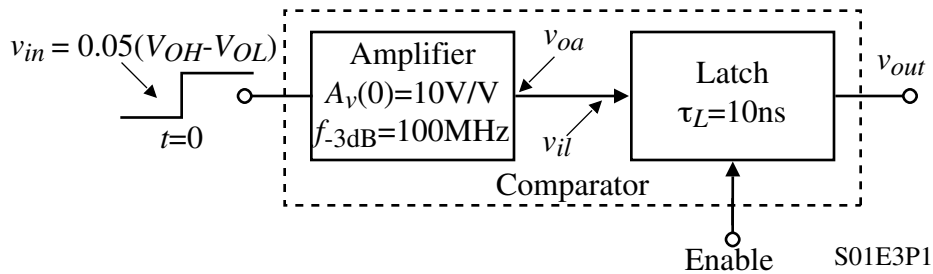 v_in = 0.05(V_OH-V_OL)
t=0
Amplifier
A_v(0)=10V/V
f_-3dB=100MHz
v_oa
v_il
Latch
τ_L=10ns
v_out
Comparator
Enable
S01E3P1